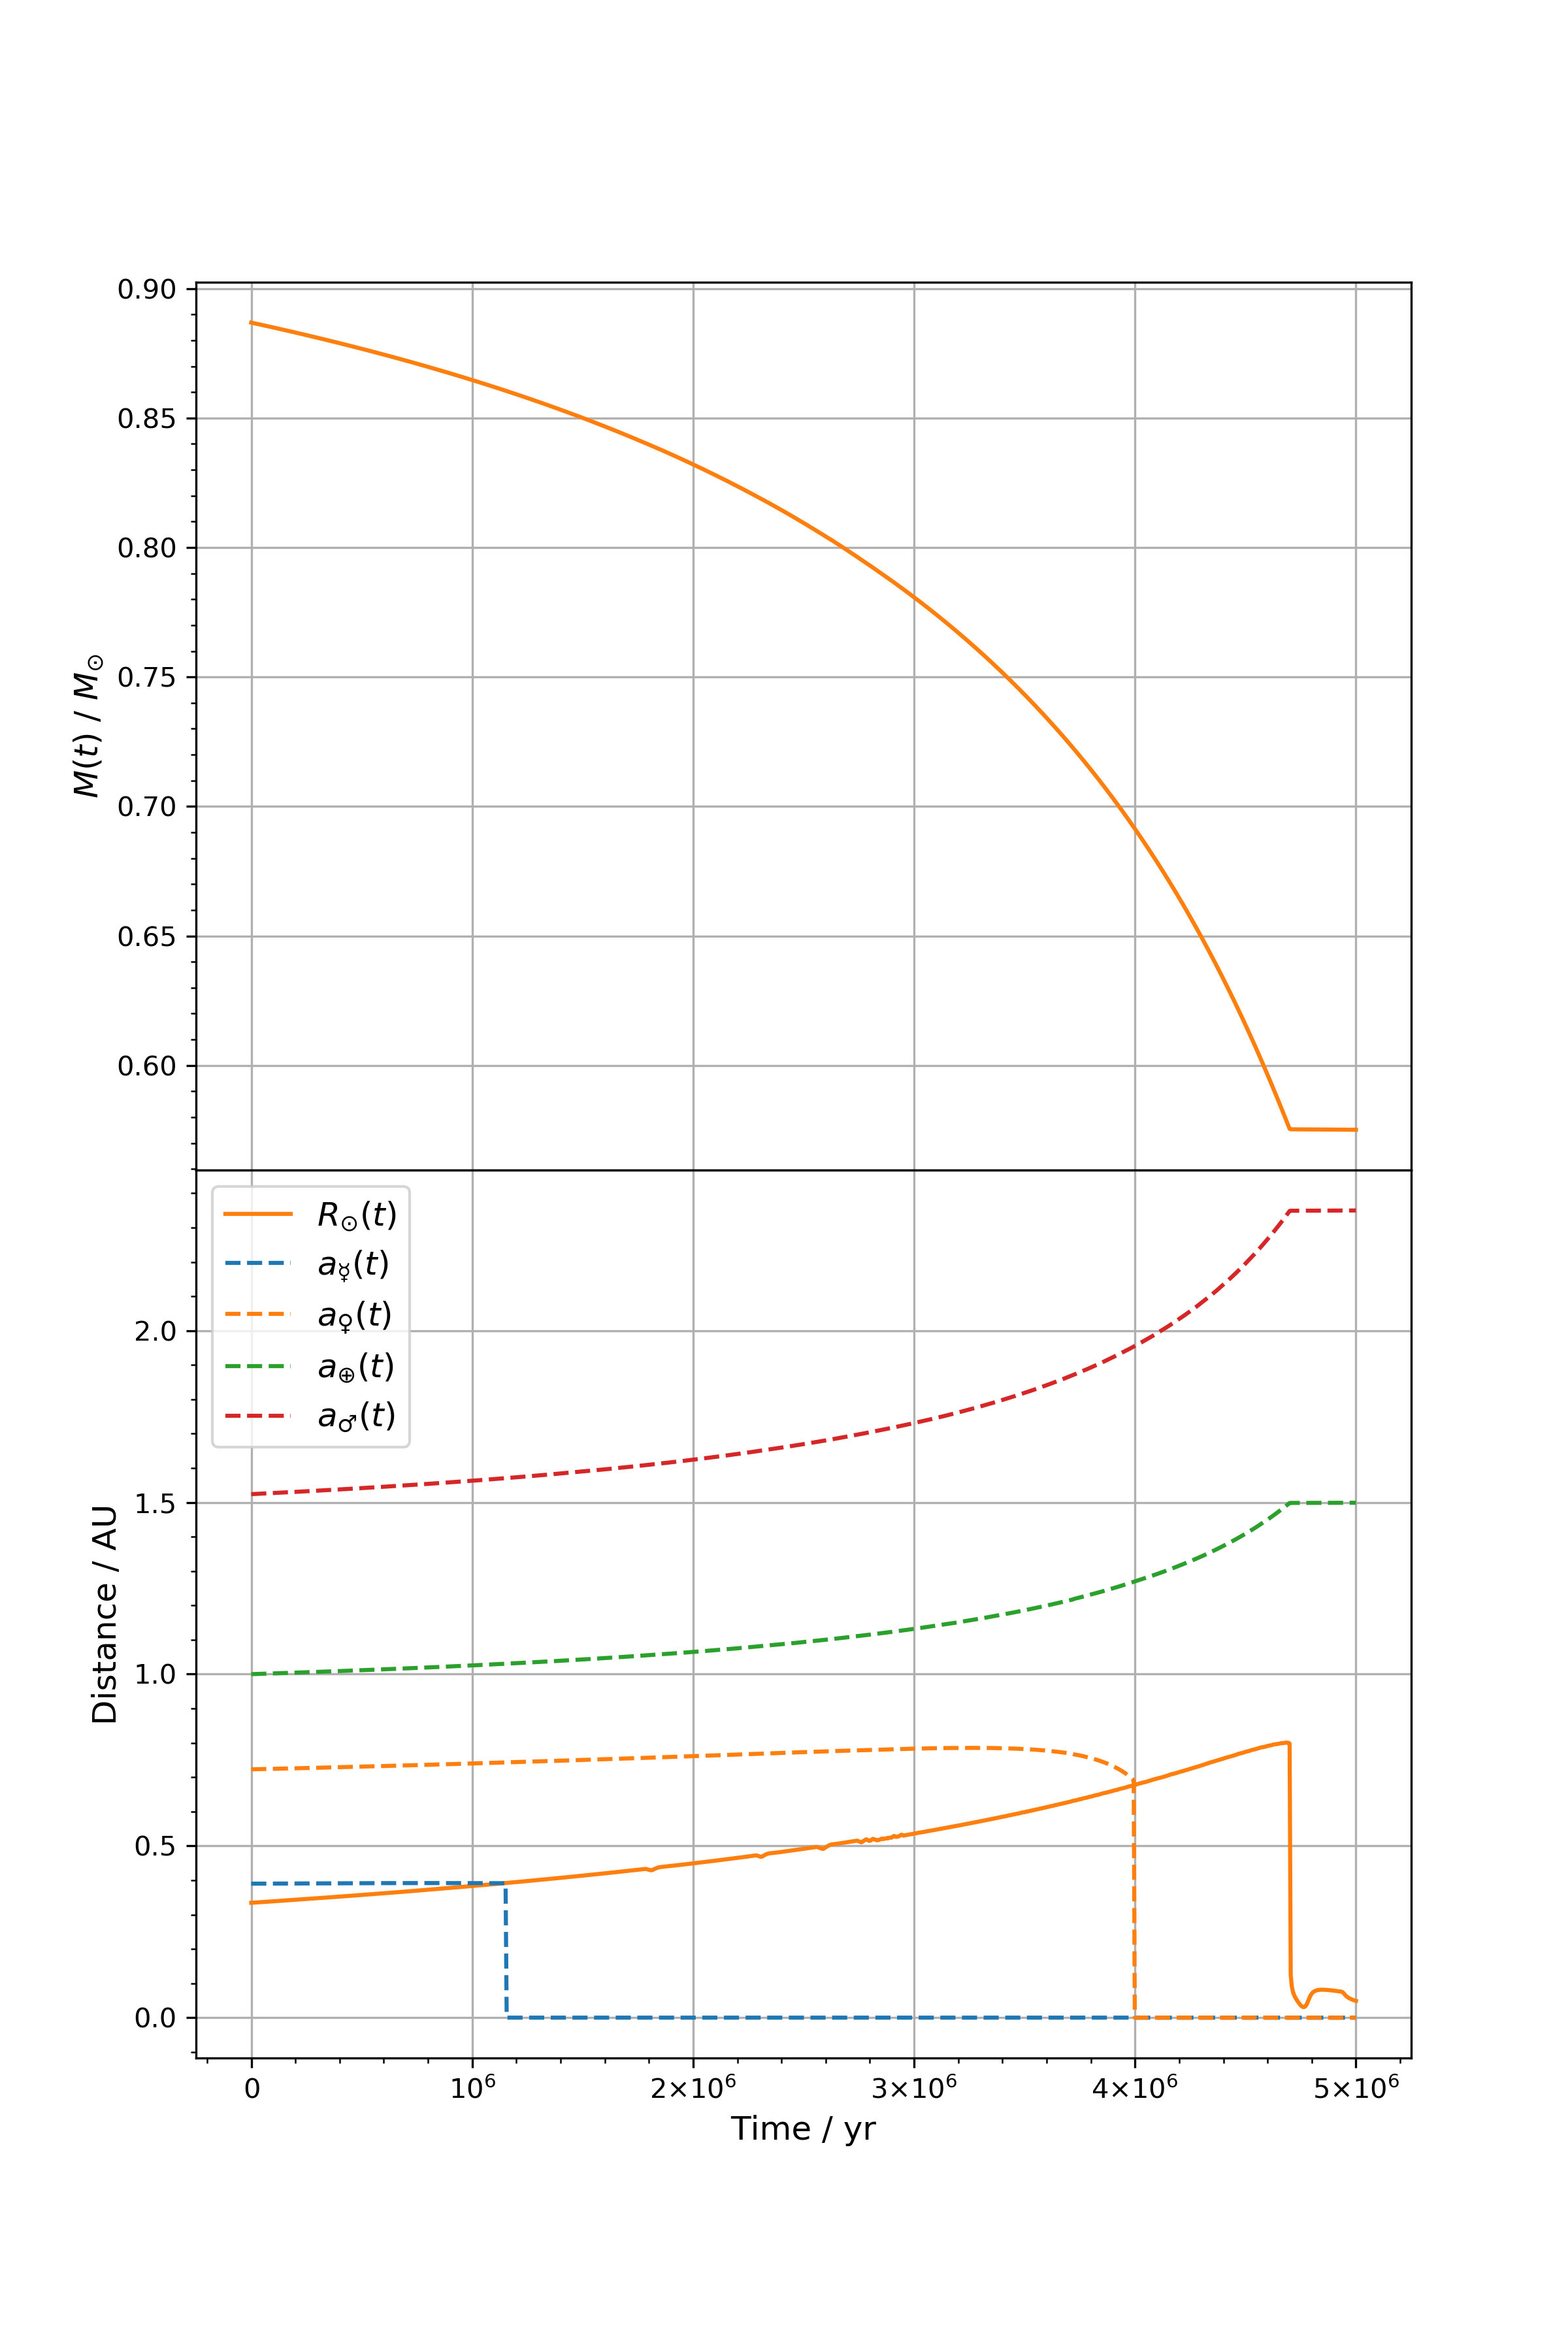 0.90
0.85
0.80
0.75
0.70
0.65
0.60
M(t) / M☉
R☉(t)
a☿(t)
a♀(t)
a⊕(t)
a♂(t)
2.0
1.5
1.0
0.5
0.0
Distance / AU
0 10⁶ 2×10⁶ 3×10⁶ 4×10⁶ 5×10⁶
Time / yr